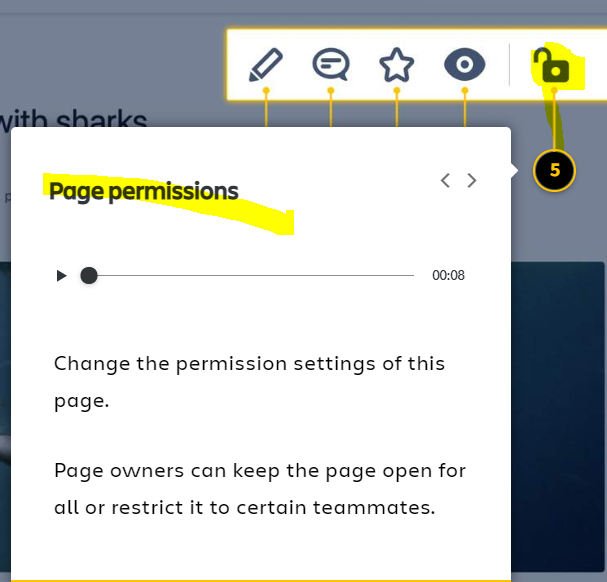 with sharks
5
Page permissions
00:08
Change the permission settings of this
page.
Page owners can keep the page open for
all or restrict it to certain teammates.